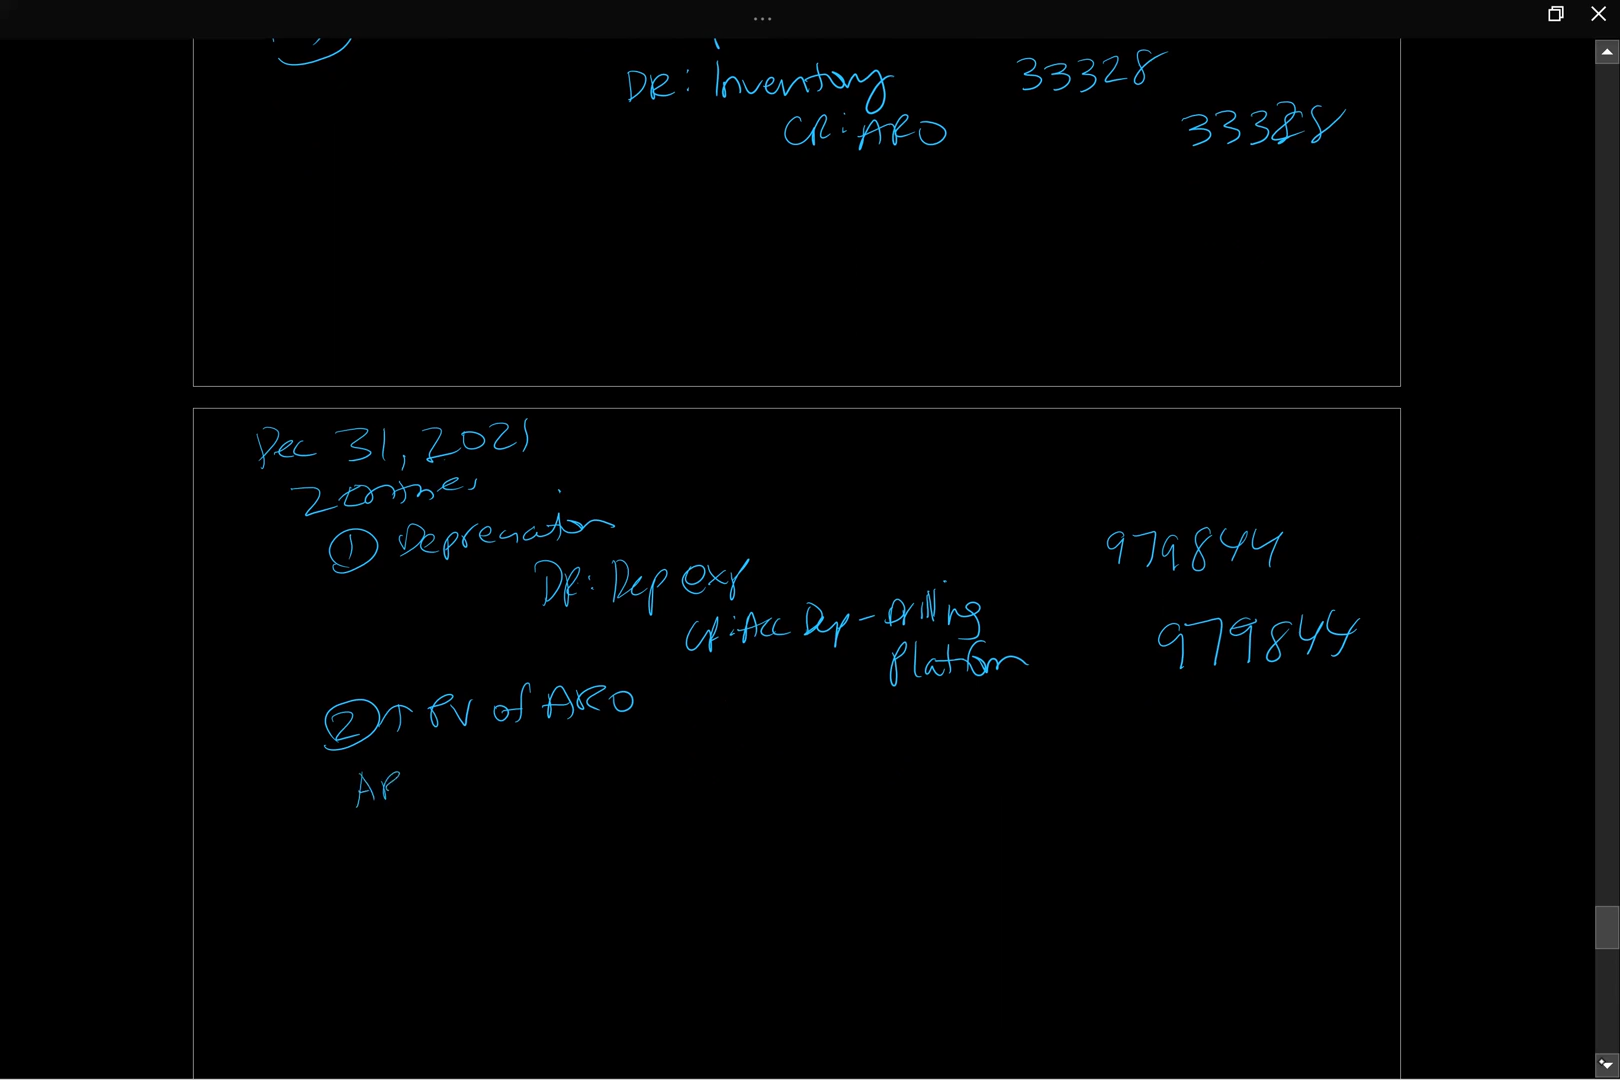 DR: Inventory 33328
CR: ARO 33328
Dec 31, 2021
2 entries
① Depreciation
DR: Dep exp 979844
CR: Acc Dep - Drilling Platform 979844
② ↑ PV of ARO
AR